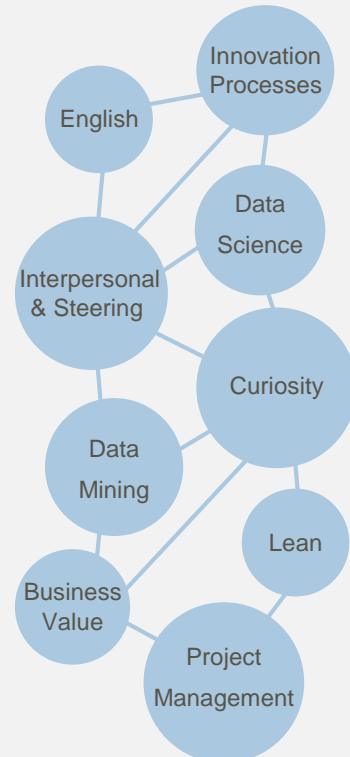 Innovation
Processes
English
Data
Science
Interpersonal
& Steering
Curiosity
Data
Mining
Lean
Business
Value
Project
Management